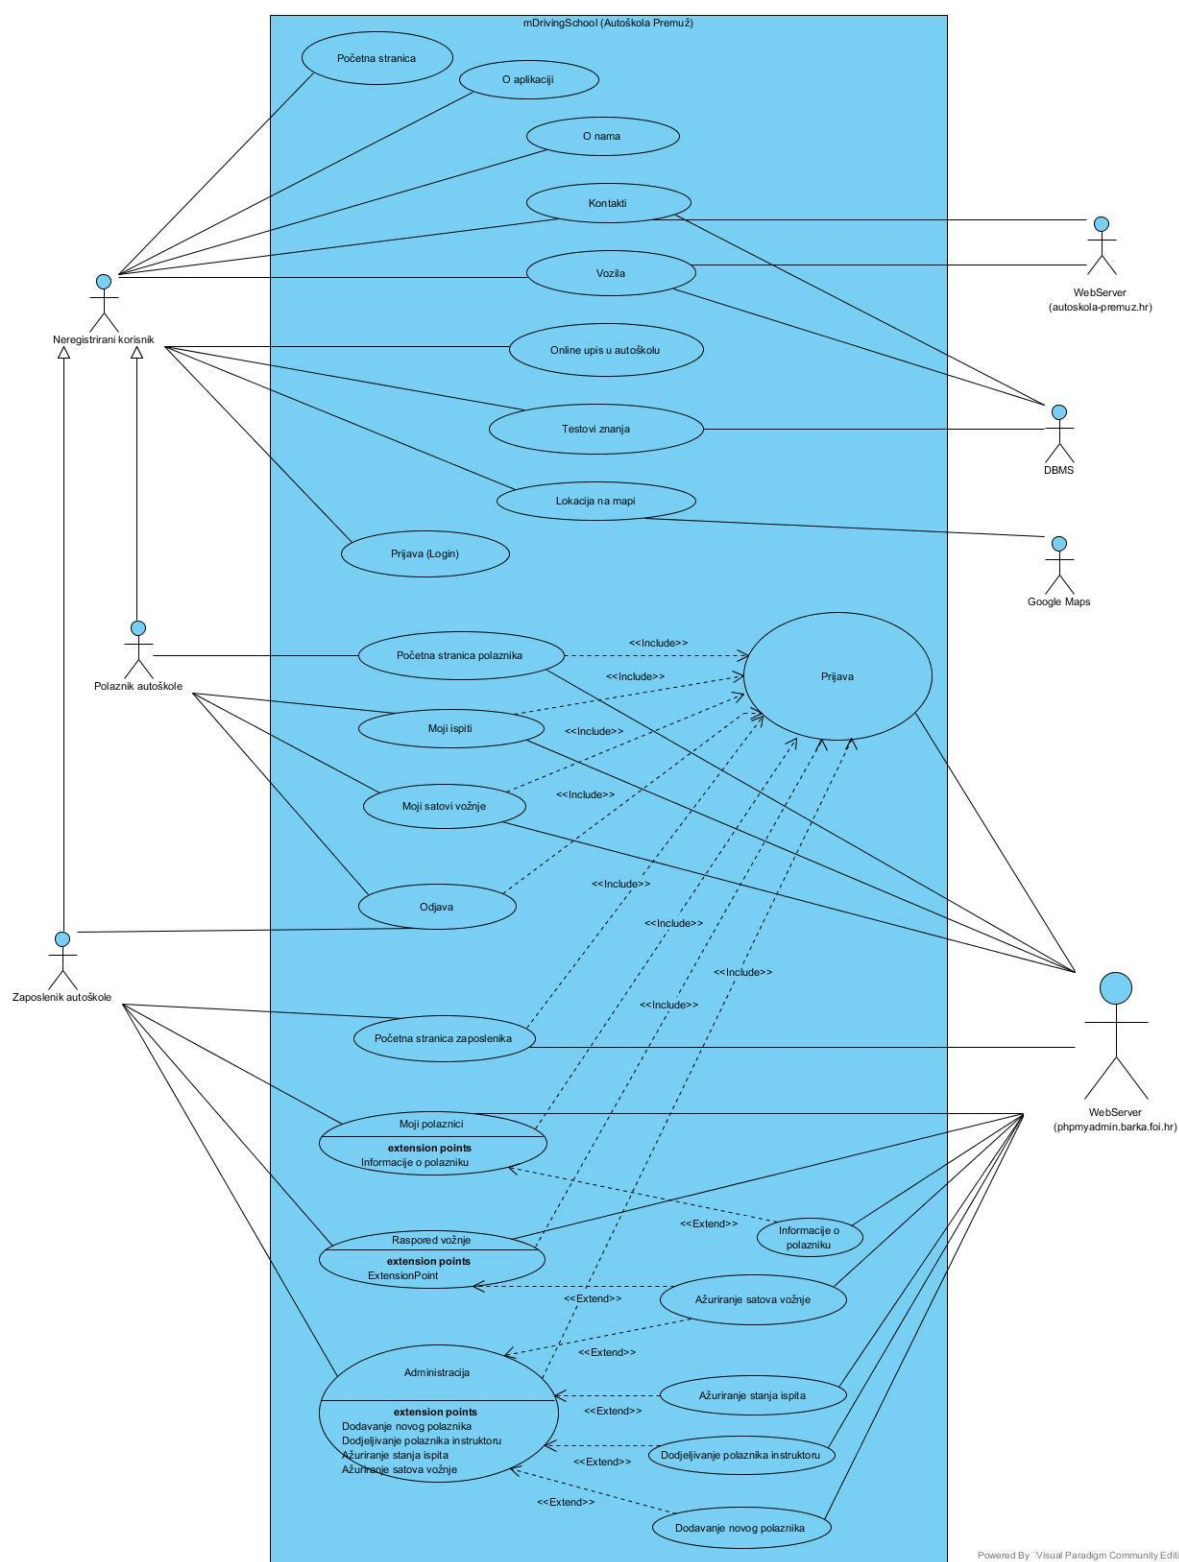 mDrivingSchool (Autoškola Premuž)
Početna stranica
O aplikaciji
O nama
Kontakti
WebServer
(autoskola-premuz.hr)
Vozila
Neregistrirani korisnik
Online upis u autoškolu
Testovi znanja
DBMS
Lokacija na mapi
Prijava (Login)
Google Maps
Polaznik autoškole
Početna stranica polaznika
<<Include>>
Prijava
<<Include>>
Moji ispiti
<<Include>>
Moji satovi vožnje
<<Include>>
Odjava
<<Include>>
<<Include>>
<<Include>>
<<Include>>
Zaposlenik autoškole
Početna stranica zaposlenika
WebServer
(phpmyadmin.barka.foi.hr)
Moji polaznici
extension points
Informacije o polazniku
<<Extend>>
Informacije o
polazniku
Raspored vožnje
extension points
ExtensionPoint
<<Extend>>
Ažuriranje satova vožnje
<<Extend>>
Administracija
extension points
Dodavanje novog polaznika
Dodjeljivanje polaznika instruktoru
Ažuriranje stanja ispita
Ažuriranje satova vožnje
<<Extend>>
Ažuriranje stanja ispita
<<Extend>>
Dodjeljivanje polaznika instruktoru
<<Extend>>
Dodavanje novog polaznika
Powered By Visual Paradigm Community Editi